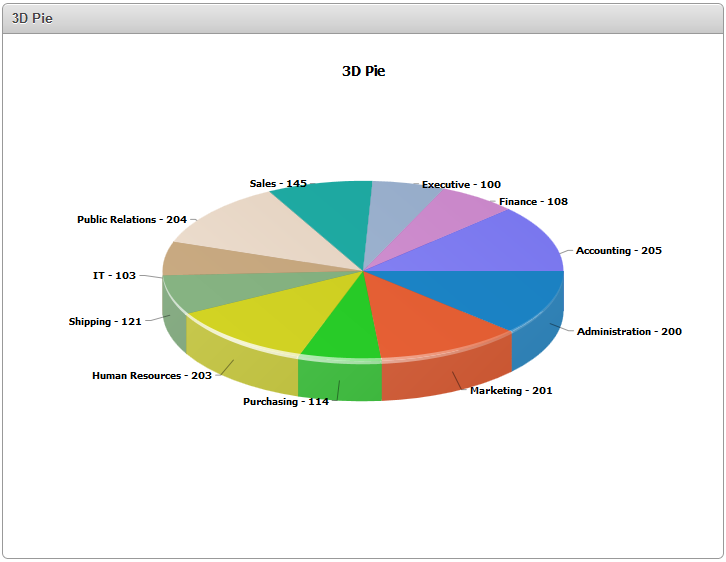 3D Pie
3D Pie
Sales - 145
Executive - 100
Finance - 108
Public Relations - 204
Accounting - 205
IT - 103
Shipping - 121
Administration - 200
Human Resources - 203
Marketing - 201
Purchasing - 114